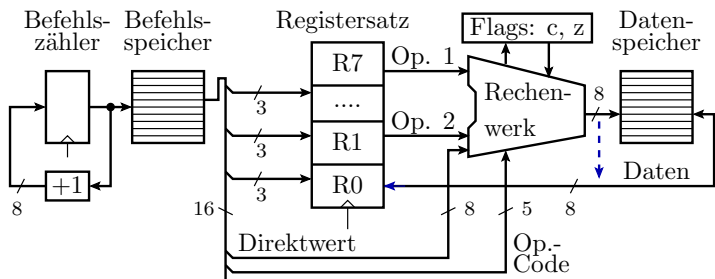 Befehls-
zähler
Befehls-
speicher
Registersatz
Flags: c, z
Daten-
speicher
R7
....
R1
R0
Op. 1
Op. 2
Rechen-
werk
+1
8
3
3
3
16
8
5
8
8
Daten
Direktwert
Op.-
Code